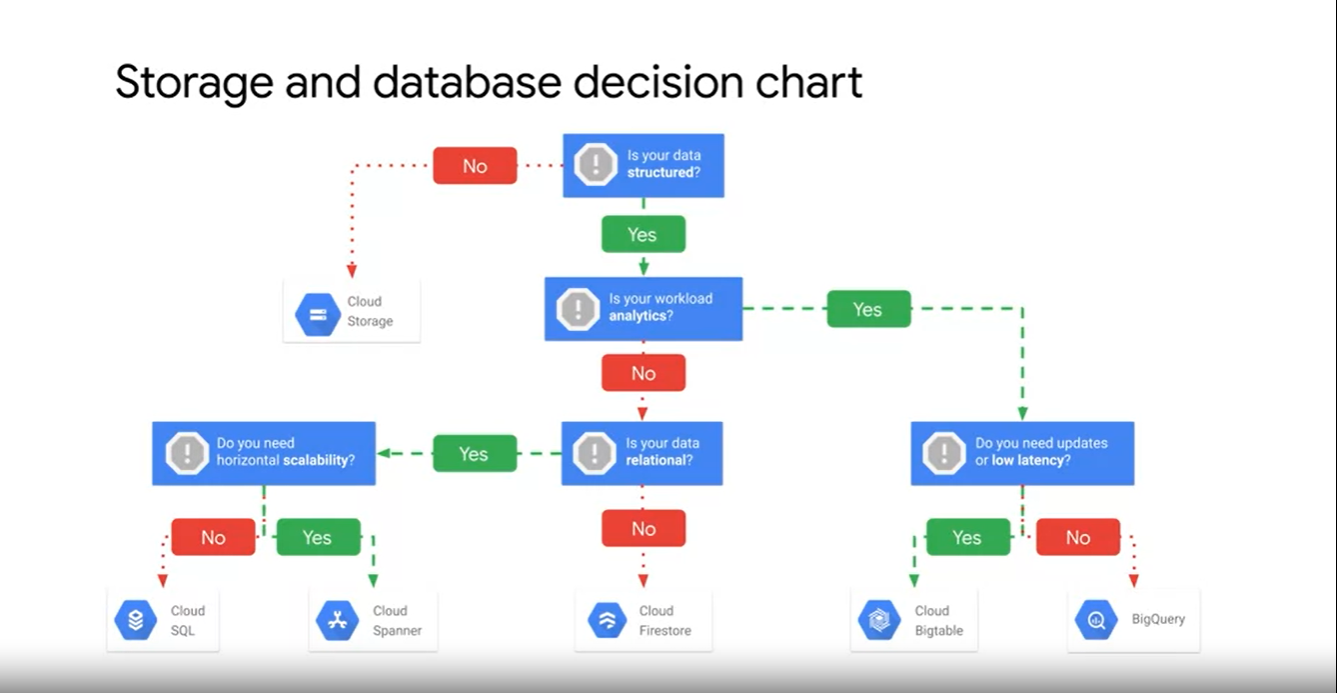 Storage and database decision chart
No
Is your data
structured?
Yes
Cloud
Storage
Is your workload
analytics?
Yes
No
Do you need
horizontal scalability?
Yes
Is your data
relational?
Do you need updates
or low latency?
No
Yes
No
Yes
No
Cloud
SQL
Cloud
Spanner
Cloud
Firestore
Cloud
Bigtable
BigQuery